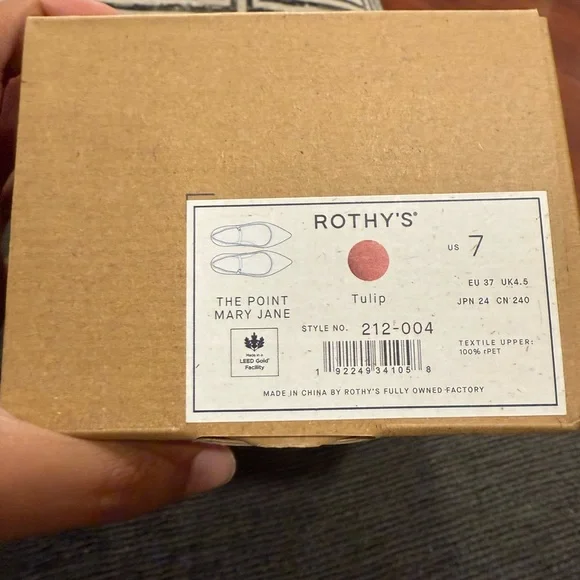 ROTHY'S®
US 7
EU 37 UK4.5
JPN 24 CN 240
THE POINT
MARY JANE
Tulip
STYLE NO. 212-004
TEXTILE UPPER:
100% rPET
Made in a
LEED Gold®
Facility
1 92249 34105 8
MADE IN CHINA BY ROTHY'S FULLY OWNED FACTORY